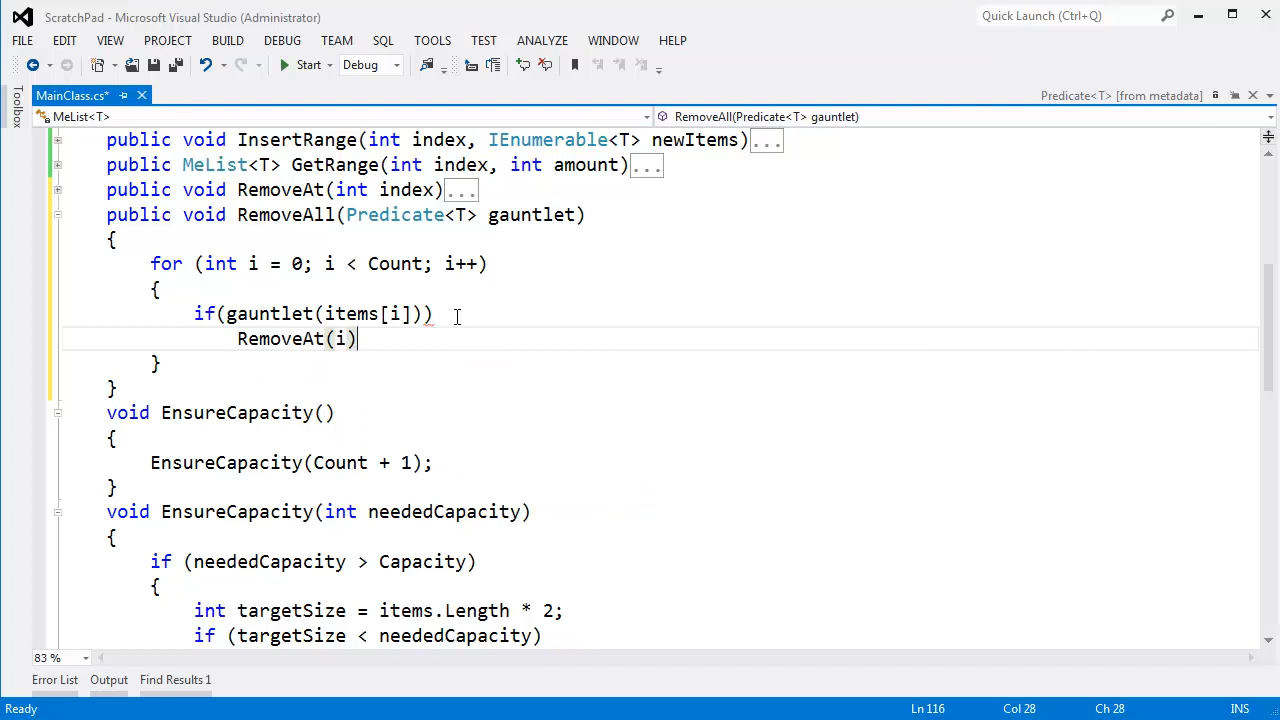 ScratchPad - Microsoft Visual Studio (Administrator)
Quick Launch (Ctrl+Q)
FILE EDIT VIEW PROJECT BUILD DEBUG TEAM SQL TOOLS TEST ANALYZE WINDOW HELP
Start Debug
Toolbox
MainClass.cs*
Predicate<T> [from metadata]
MeList<T>
RemoveAll(Predicate<T> gauntlet)
public void InsertRange(int index, IEnumerable<T> newItems)...
public MeList<T> GetRange(int index, int amount)...
public void RemoveAt(int index)...
public void RemoveAll(Predicate<T> gauntlet)
{
for (int i = 0; i < Count; i++)
{
if(gauntlet(items[i]))
RemoveAt(i)
}
}
void EnsureCapacity()
{
EnsureCapacity(Count + 1);
}
void EnsureCapacity(int neededCapacity)
{
if (neededCapacity > Capacity)
{
int targetSize = items.Length * 2;
if (targetSize < neededCapacity)
83 %
Error List Output Find Results 1
Ready Ln 116 Col 28 Ch 28 INS